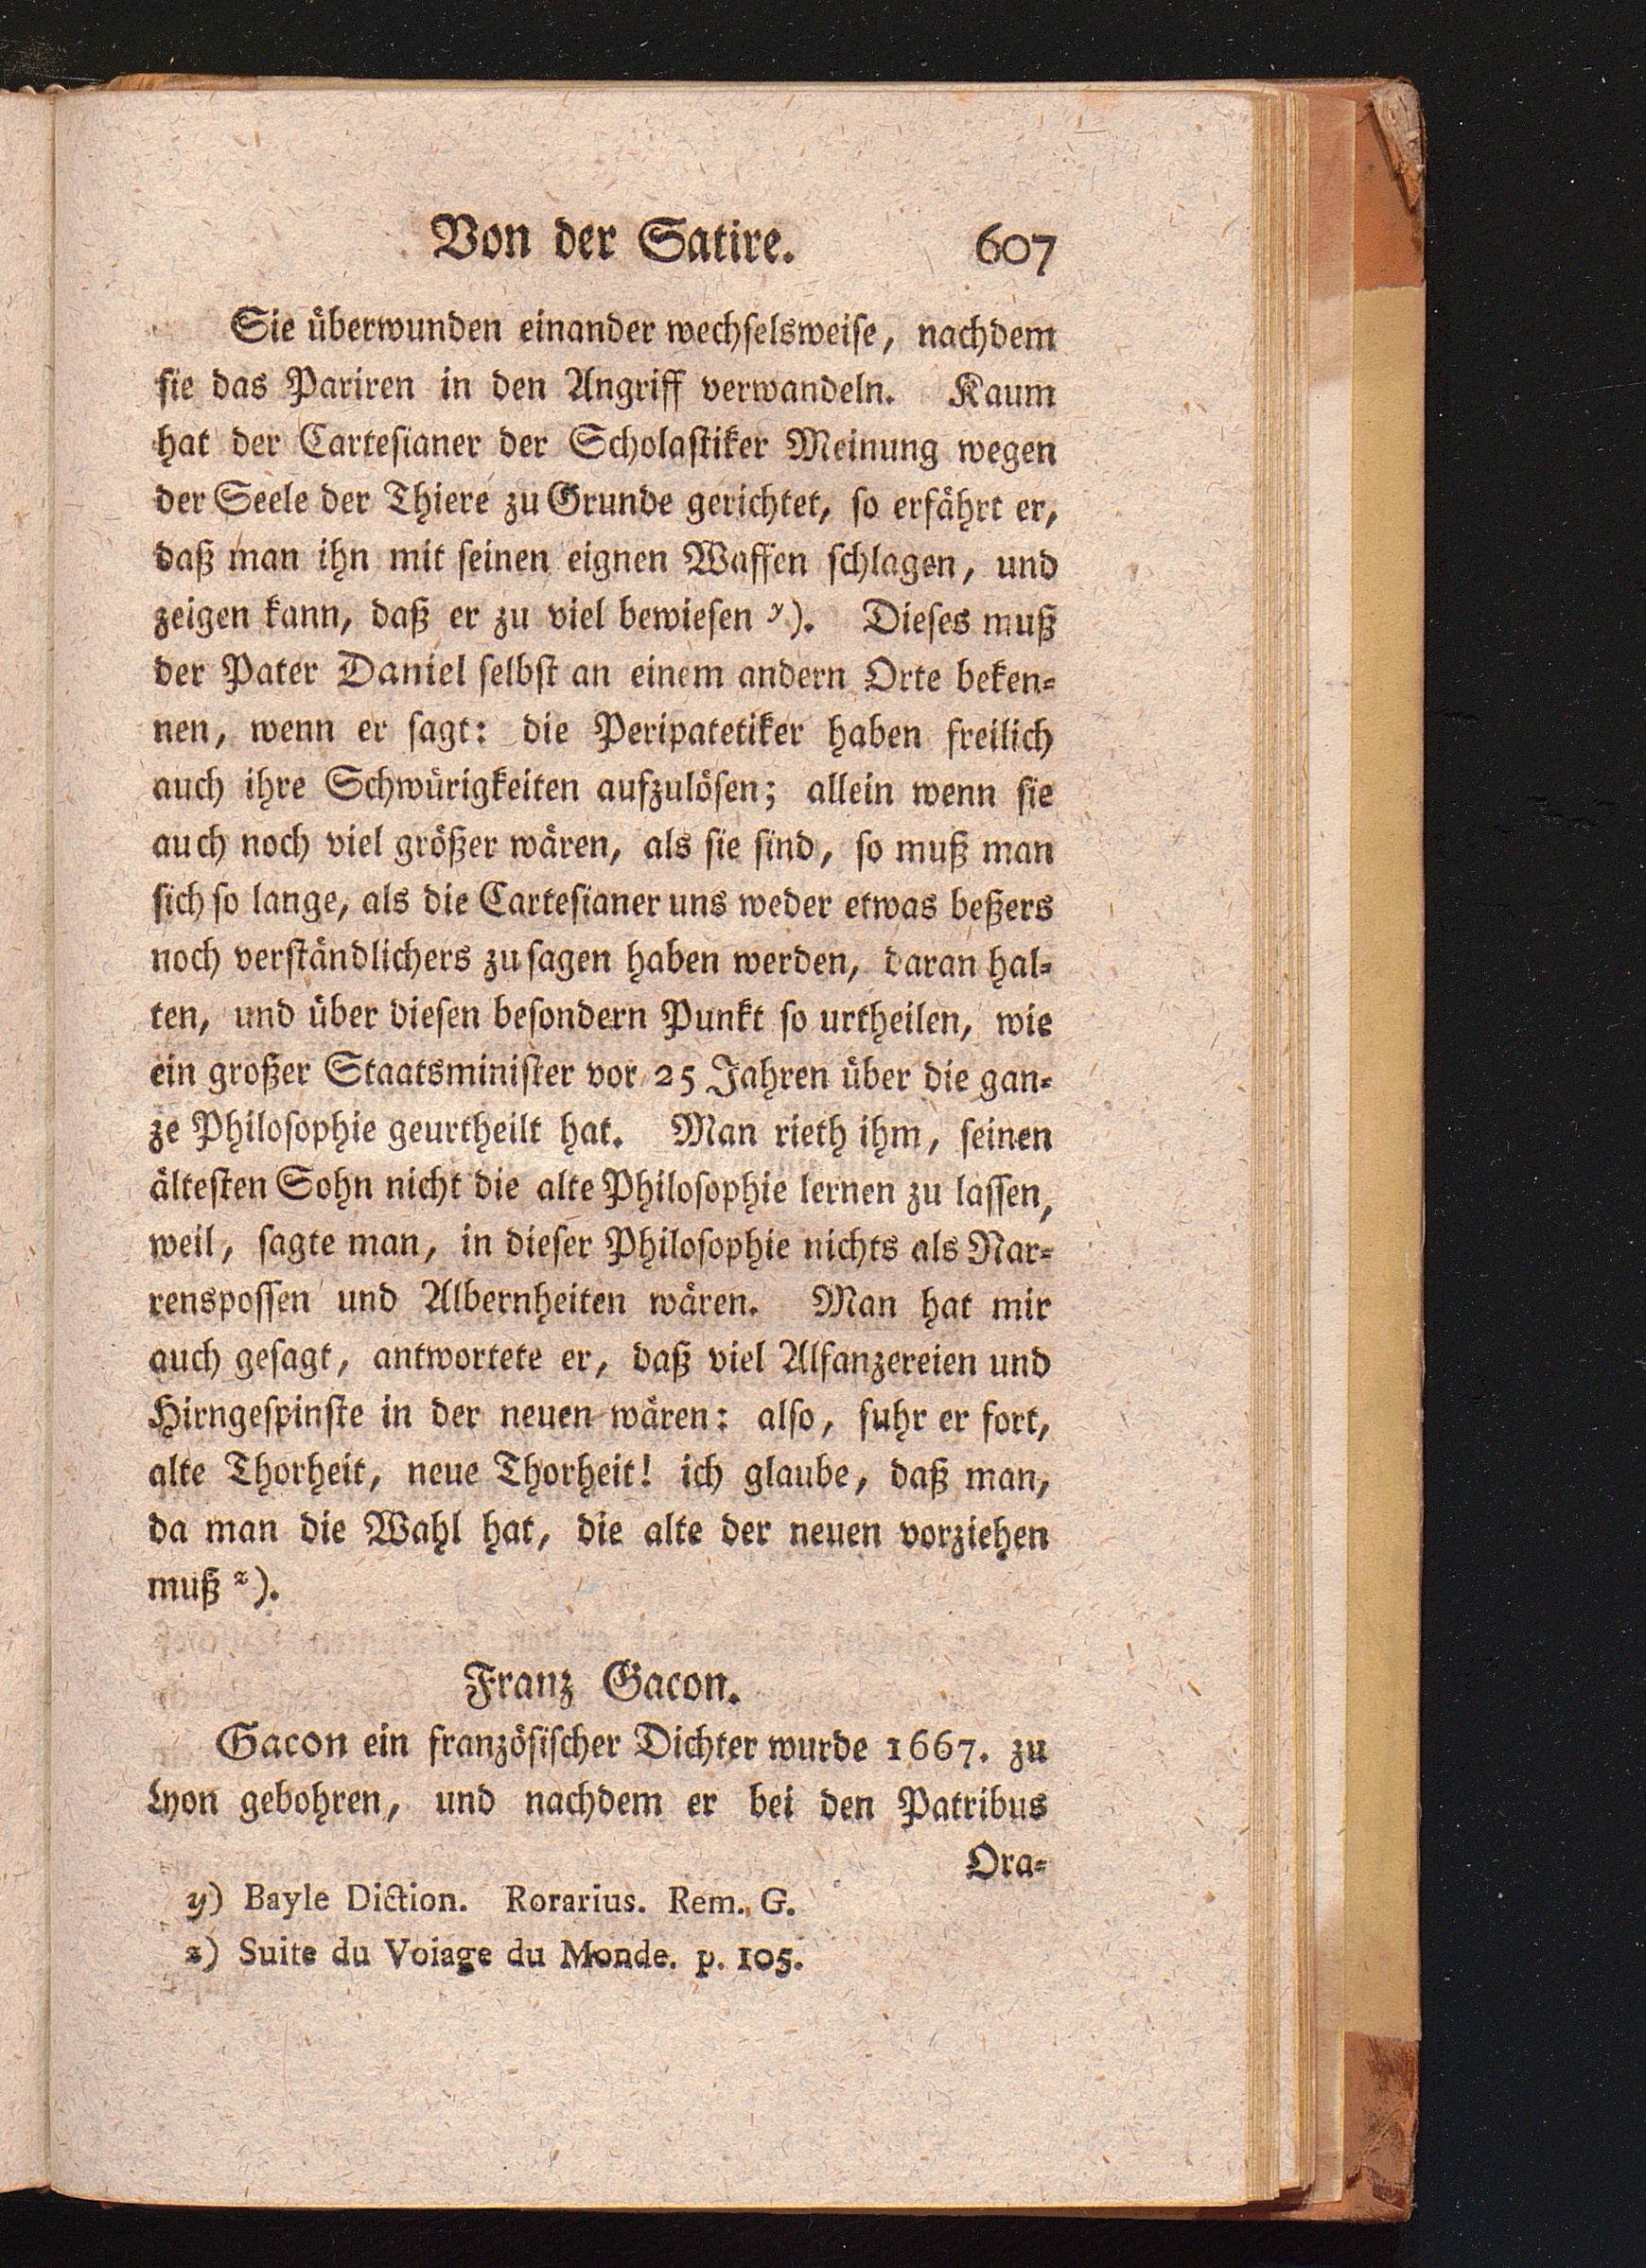 Von der Satire. 607
Sie überwunden einander wechselsweise, nachdem
sie das Pariren in den Angriff verwandeln. Kaum
hat der Cartesianer der Scholastiker Meinung wegen
der Seele der Thiere zu Grunde gerichtet, so erfährt er,
daß man ihn mit seinen eignen Waffen schlagen, und
zeigen kann, daß er zu viel bewiesen y). Dieses muß
der Pater Daniel selbst an einem andern Orte beken-
nen, wenn er sagt: die Peripatetiker haben freilich
auch ihre Schwürigkeiten aufzulösen; allein wenn sie
auch noch viel größer wären, als sie sind, so muß man
sich so lange, als die Cartesianer uns weder etwas beßers
noch verständlichers zu sagen haben werden, daran hal-
ten, und über diesen besondern Punkt so urtheilen, wie
ein großer Staatsminister vor 25 Jahren über die gan-
ze Philosophie geurtheilt hat. Man rieth ihm, seinen
ältesten Sohn nicht die alte Philosophie lernen zu lassen,
weil, sagte man, in dieser Philosophie nichts als Nar-
renspossen und Albernheiten wären. Man hat mir
auch gesagt, antwortete er, daß viel Alfanzereien und
Hirngespinste in der neuen wären: also, fuhr er fort,
alte Thorheit, neue Thorheit! ich glaube, daß man,
da man die Wahl hat, die alte der neuen vorziehen
muß z).
Franz Gacon.
Gacon ein französischer Dichter wurde 1667. zu
Lyon gebohren, und nachdem er bei den Patribus
Ora-
y) Bayle Diction. Rorarius. Rem. G.
z) Suite du Voiage du Monde. p. 105.